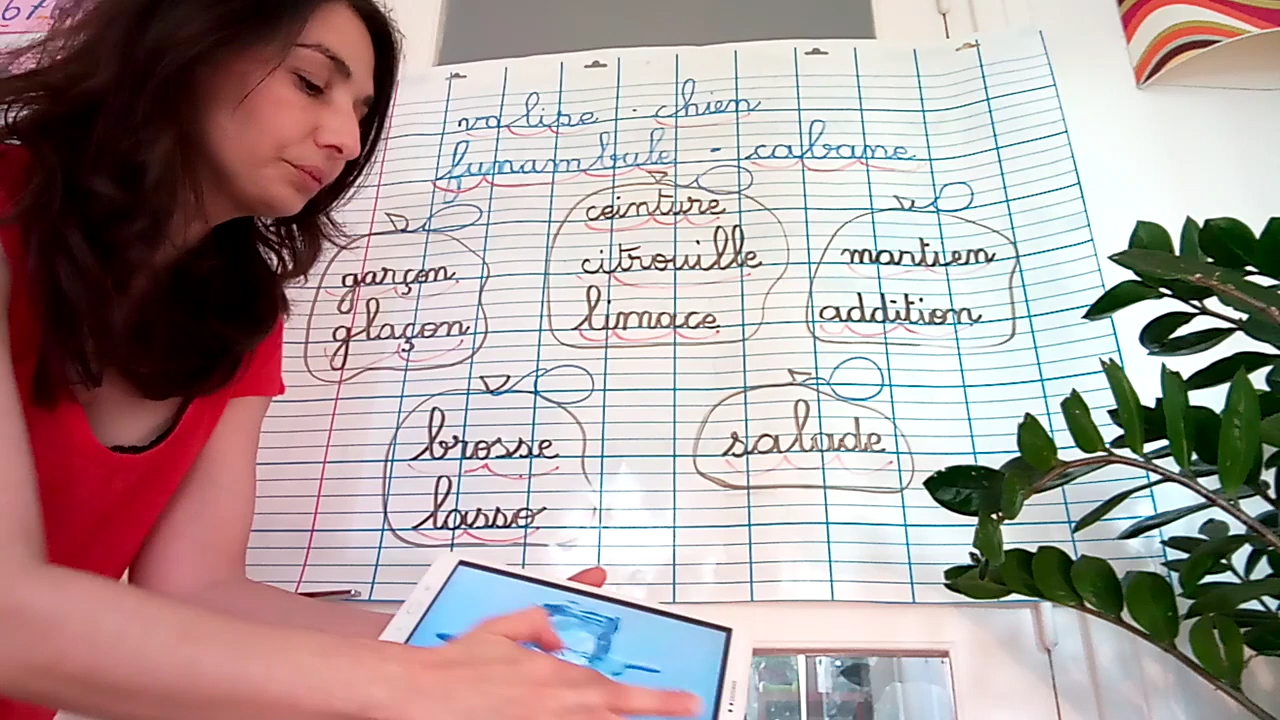 valise - chien
funambule - cabane
garçon
glaçon
ceinture
citrouille
limace
martien
addition
brosse
lasso
salade